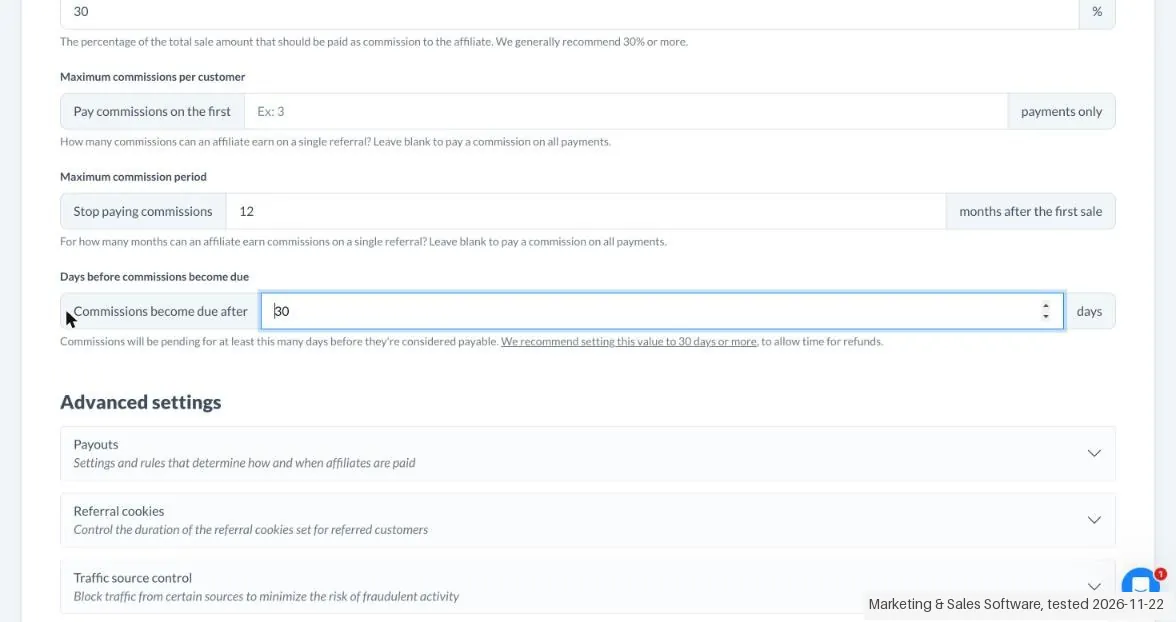 30
%
The percentage of the total sale amount that should be paid as commission to the affiliate. We generally recommend 30% or more.
Maximum commissions per customer
Pay commissions on the first
Ex: 3
payments only
How many commissions can an affiliate earn on a single referral? Leave blank to pay a commission on all payments.
Maximum commission period
Stop paying commissions
12
months after the first sale
For how many months can an affiliate earn commissions on a single referral? Leave blank to pay a commission on all payments.
Days before commissions become due
Commissions become due after
30
days
Commissions will be pending for at least this many days before they're considered payable. We recommend setting this value to 30 days or more, to allow time for refunds.
Advanced settings
Payouts
Settings and rules that determine how and when affiliates are paid
Referral cookies
Control the duration of the referral cookies set for referred customers
Traffic source control
Block traffic from certain sources to minimize the risk of fraudulent activity
1
Marketing & Sales Software, tested 2026-11-22